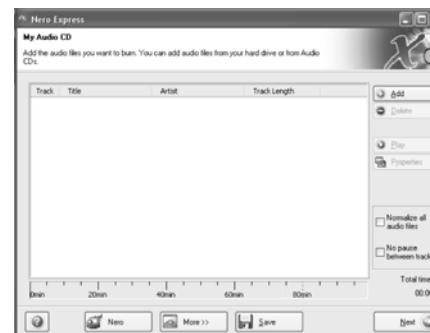 Nero Express
My Audio CD
Add the audio files you want to burn. You can add audio files from your hard drive or from Audio
CDs.
Track Title Artist Track Length
Add
Delete
Play
Properties
Normalize all
audio files
No pause
between track
Total time
00:0
0min 20min 40min 60min 80min
Nero More >> Save Next